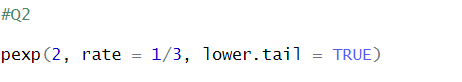 #Q2
pexp(2, rate = 1/3, lower.tail = TRUE)